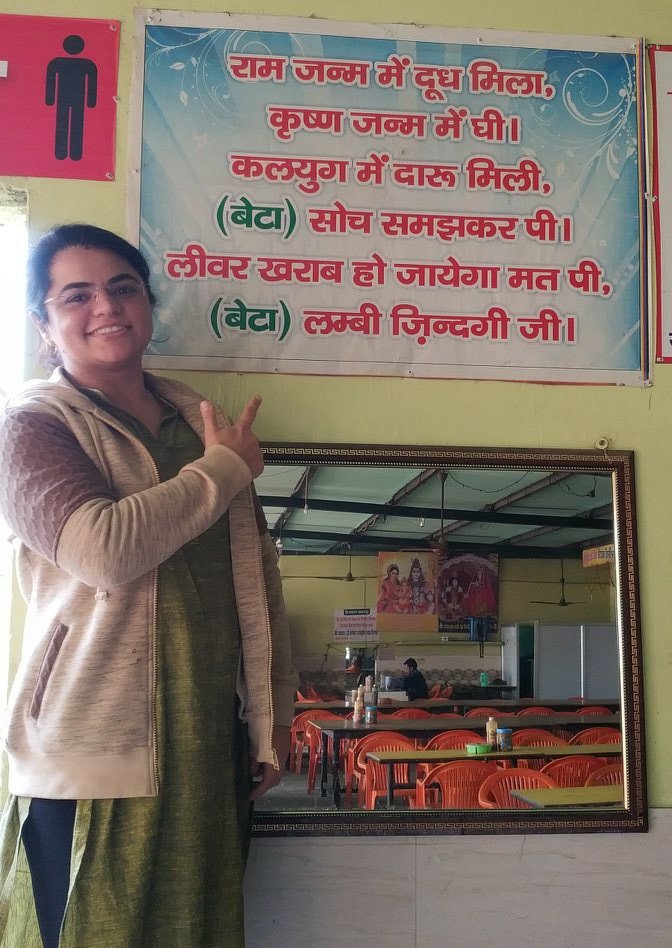 राम जन्म में दूध मिला,
कृष्ण जन्म में घी।
कलयुग में दारू मिली,
(बेटा) सोच समझकर पी।
लीवर खराब हो जायेगा मत पी,
(बेटा) लम्बी ज़िन्दगी जी।